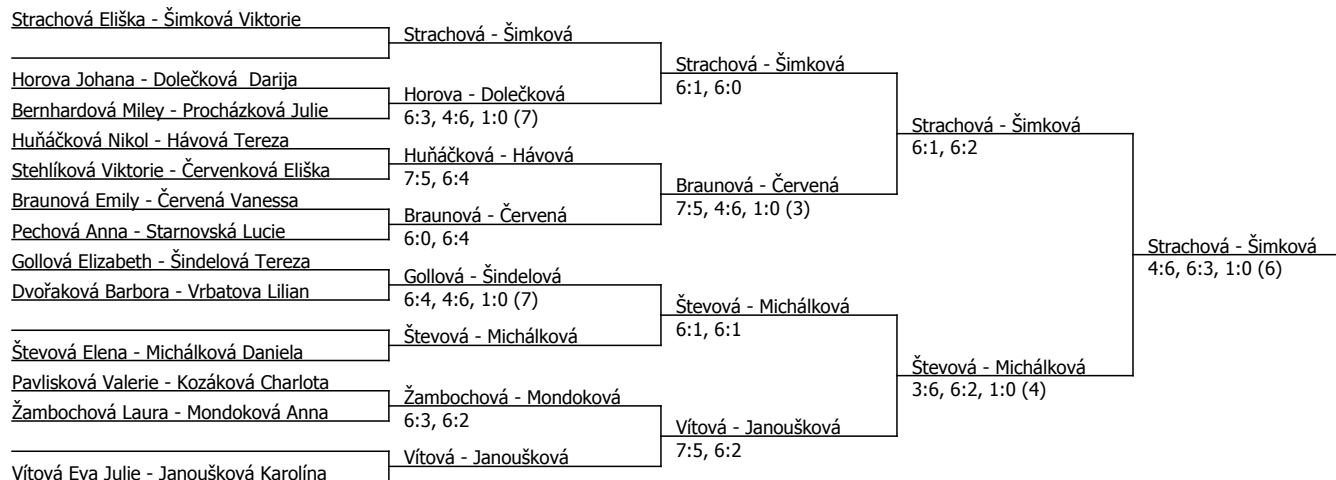 Strachová Eliška - Šimková Viktorie
Horova Johana - Dolečková  Darija
Bernhardová Miley - Procházková Julie
Huňáčková Nikol - Hávová Tereza
Stehlíková Viktorie - Červenková Eliška
Braunová Emily - Červená Vanessa
Pechová Anna - Starnovská Lucie
Gollová Elizabeth - Šindelová Tereza
Dvořaková Barbora - Vrbatova Lilian
Števová Elena - Michálková Daniela
Pavlisková Valerie - Kozáková Charlota
Žambochová Laura - Mondoková Anna
Vítová Eva Julie - Janoušková Karolína
Strachová - Šimková
Horova - Dolečková
6:3, 4:6, 1:0 (7)
Huňáčková - Hávová
7:5, 6:4
Braunová - Červená
6:0, 6:4
Gollová - Šindelová
6:4, 4:6, 1:0 (7)
Števová - Michálková
Žambochová - Mondoková
6:3, 6:2
Vítová - Janoušková
Strachová - Šimková
6:1, 6:0
Braunová - Červená
7:5, 4:6, 1:0 (3)
Števová - Michálková
6:1, 6:1
Vítová - Janoušková
7:5, 6:2
Strachová - Šimková
6:1, 6:2
Števová - Michálková
3:6, 6:2, 1:0 (4)
Strachová - Šimková
4:6, 6:3, 1:0 (6)